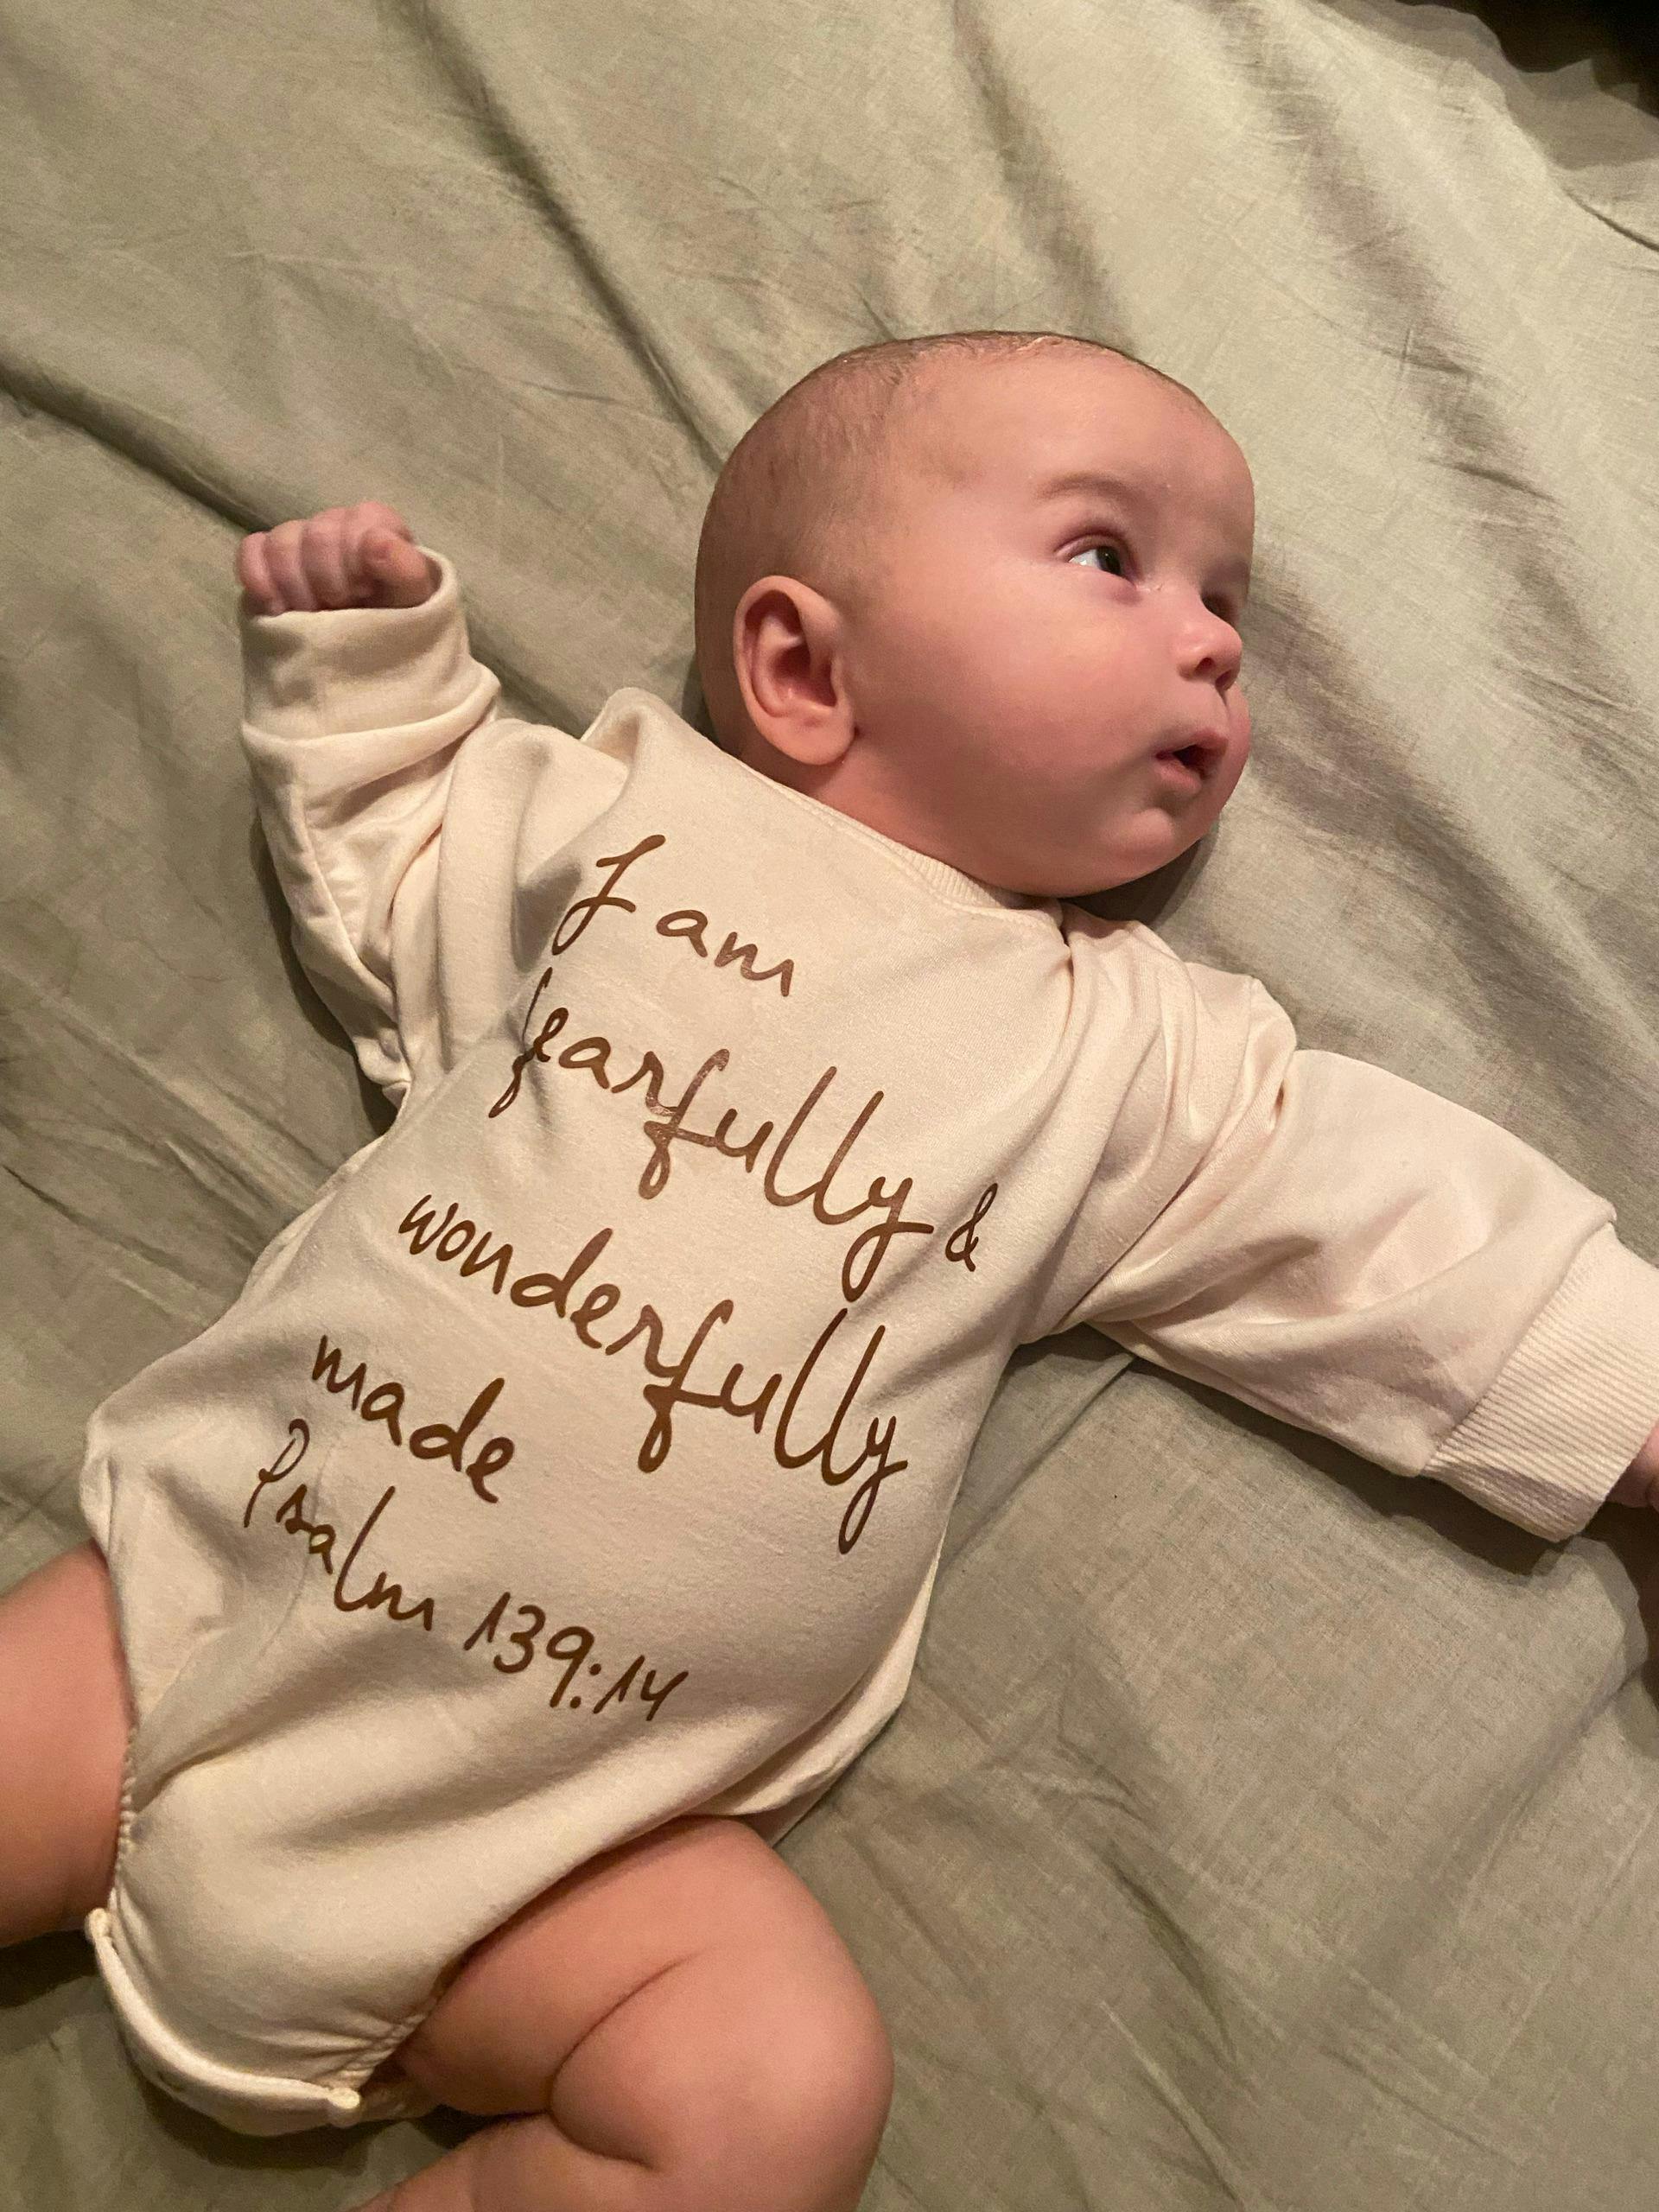 I am
fearfully &
wonderfully
made
Psalm 139:14